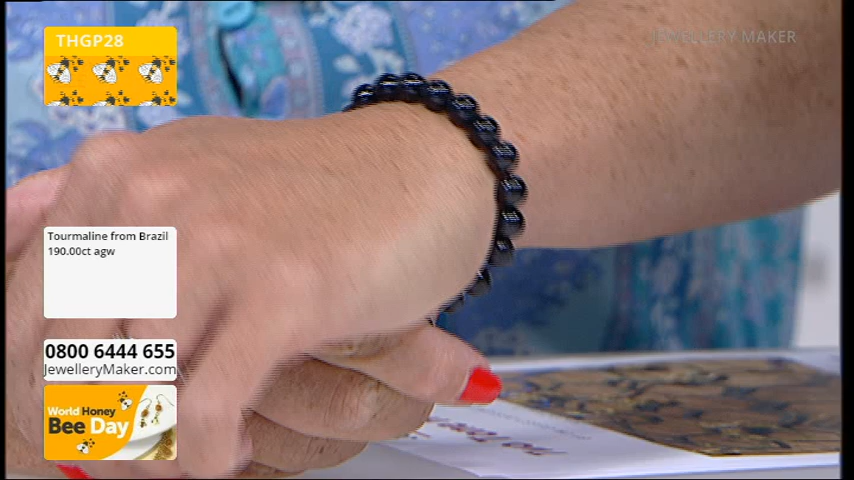 THGP28
JEWELLERY MAKER
Tourmaline from Brazil
190.00ct agw
0800 6444 655
JewelleryMaker.com
World Honey
Bee Day